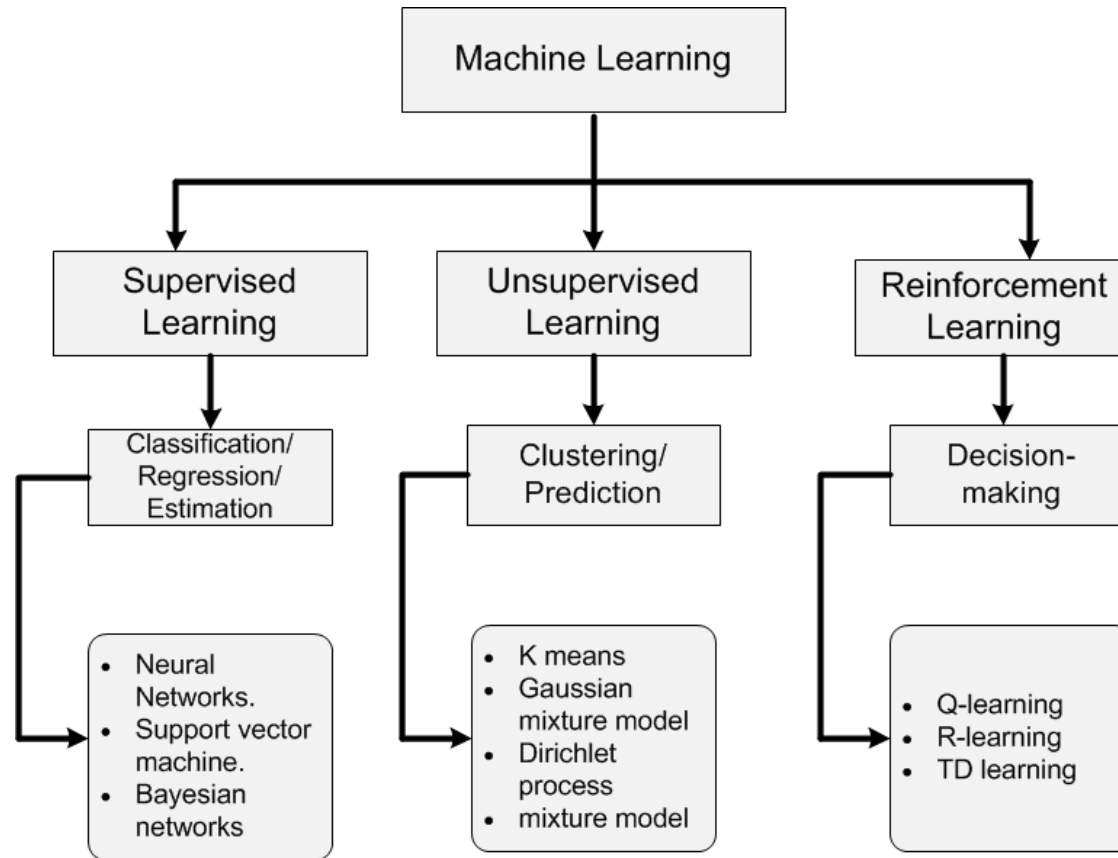 Machine Learning
Supervised
Learning
Unsupervised
Learning
Reinforcement
Learning
Classification/
Regression/
Estimation
Clustering/
Prediction
Decision-
making
• Neural
Networks.
• Support vector
machine.
• Bayesian
networks
• K means
• Gaussian
mixture model
• Dirichlet
process
• mixture model
• Q-learning
• R-learning
• TD learning